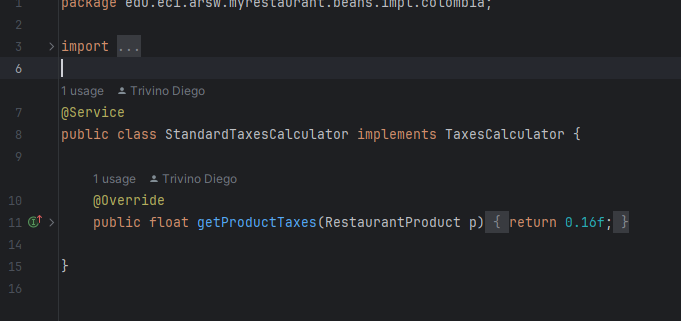 1 package edu.eci.arsw.myrestaurant.beans.impl.colombia;
2
3 import ...
6
1 usage Trivino Diego
7 @Service
8 public class StandardTaxesCalculator implements TaxesCalculator {
9
1 usage Trivino Diego
10 @Override
11 public float getProductTaxes(RestaurantProduct p) { return 0.16f; }
14
15 }
16